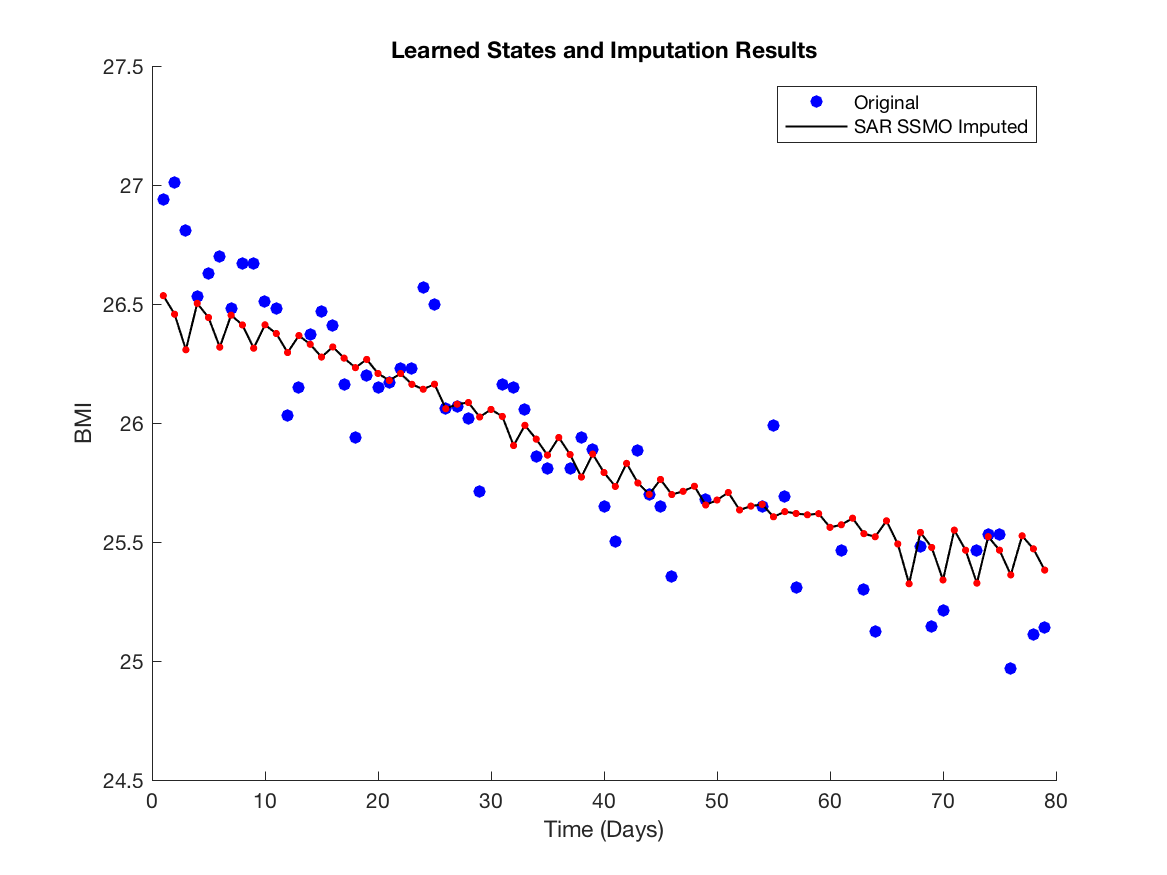 Learned States and Imputation Results
27.5
27
26.5
26
25.5
25
24.5
BMI
Original
SAR SSMO Imputed
0 10 20 30 40 50 60 70 80
Time (Days)